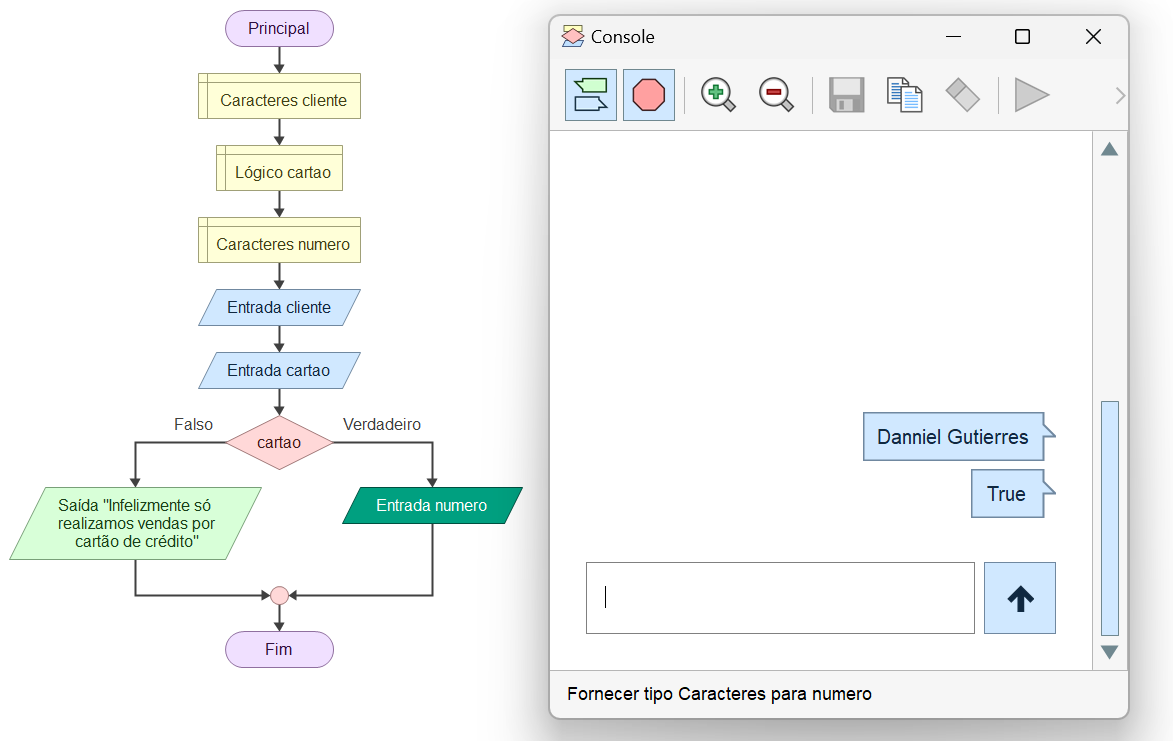 Principal
Caracteres cliente
Lógico cartao
Caracteres numero
Entrada cliente
Entrada cartao
Falso
cartao
Verdadeiro
Saída "Infelizmente só
realizamos vendas por
cartão de crédito"
Entrada numero
Fim
Console
Danniel Gutierres
True
Fornecer tipo Caracteres para numero